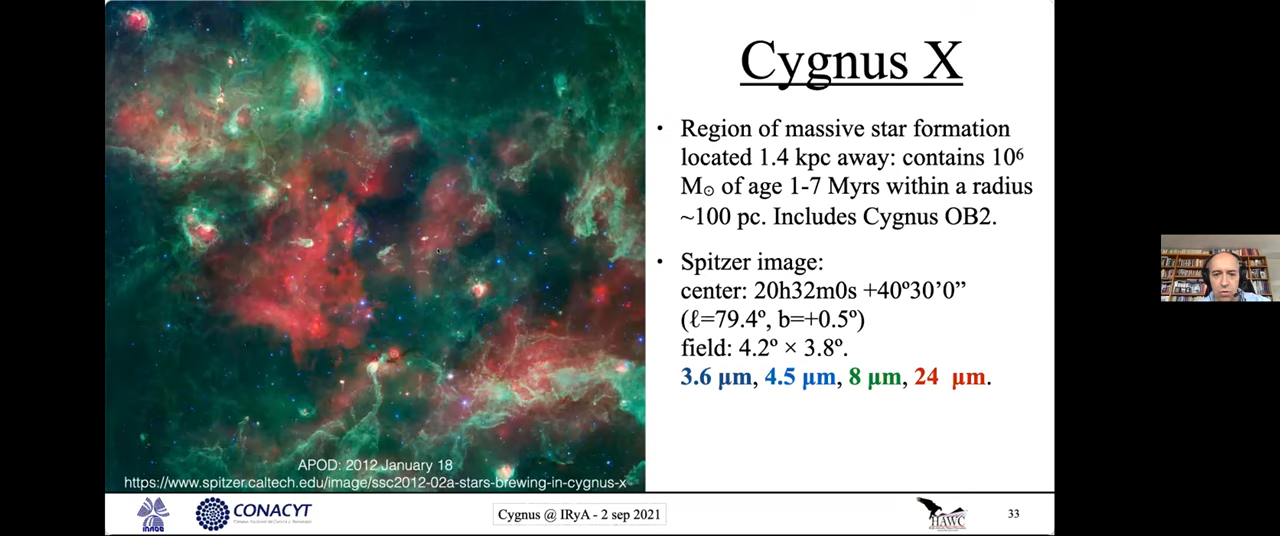 Cygnus X
• Region of massive star formation
located 1.4 kpc away: contains 10⁶
M☉ of age 1-7 Myrs within a radius
~100 pc. Includes Cygnus OB2.
• Spitzer image:
center: 20h32m0s +40º30’0”
(ℓ=79.4º, b=+0.5º)
field: 4.2º × 3.8º.
3.6 μm, 4.5 μm, 8 μm, 24 μm.
APOD: 2012 January 18
https://www.spitzer.caltech.edu/image/ssc2012-02a-stars-brewing-in-cygnus-x
CONACYT
Cygnus @ IRyA - 2 sep 2021
HAWC
33